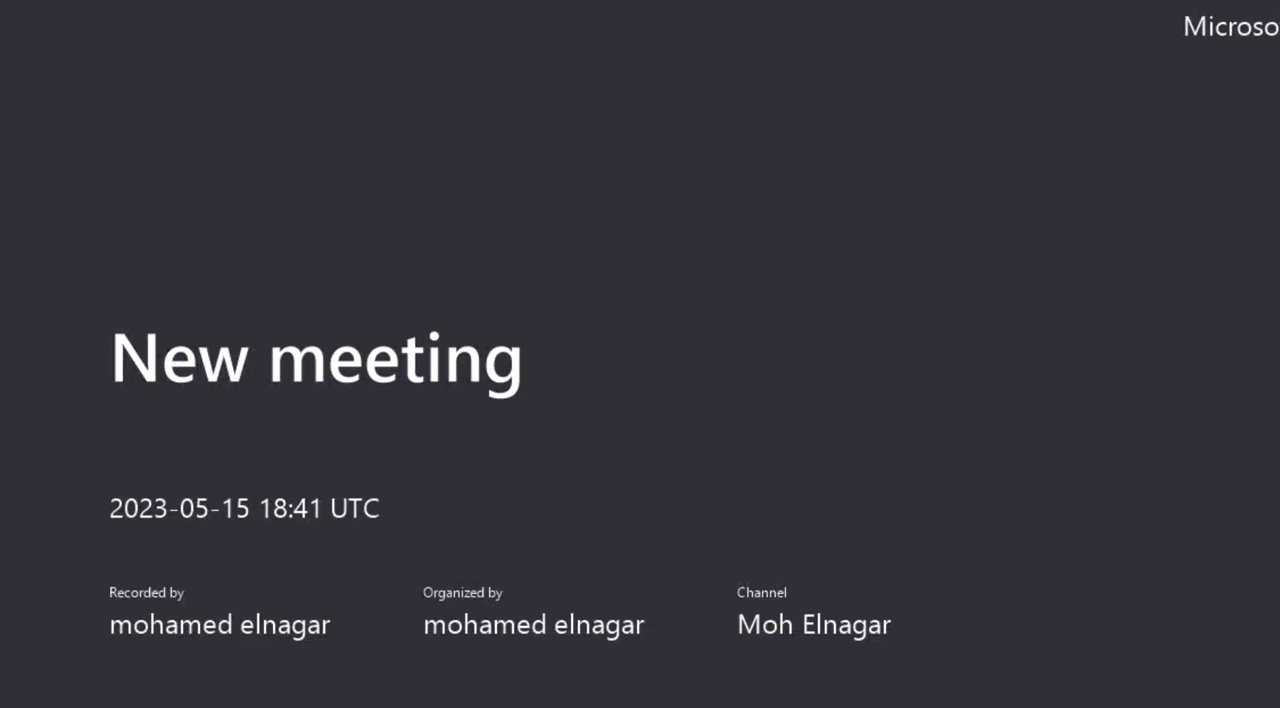 Microso
New meeting
2023-05-15 18:41 UTC
Recorded by
mohamed elnagar
Organized by
mohamed elnagar
Channel
Moh Elnagar